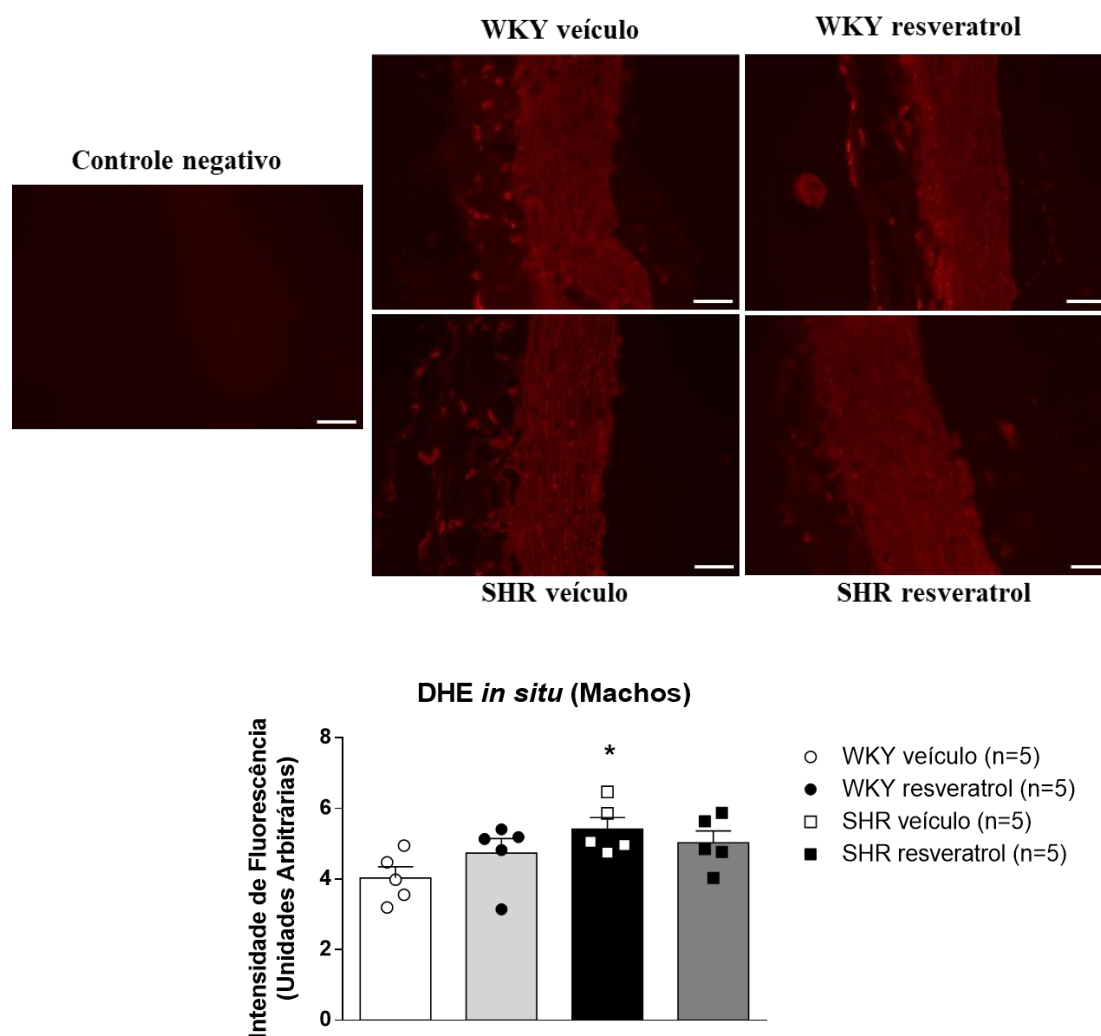 WKY veículo
WKY resveratrol
Controle negativo
SHR veículo
SHR resveratrol
DHE in situ (Machos)
Intensidade de Fluorescência
(Unidades Arbitrárias)
8
6
4
2
0
*
WKY veículo (n=5)
WKY resveratrol (n=5)
SHR veículo (n=5)
SHR resveratrol (n=5)